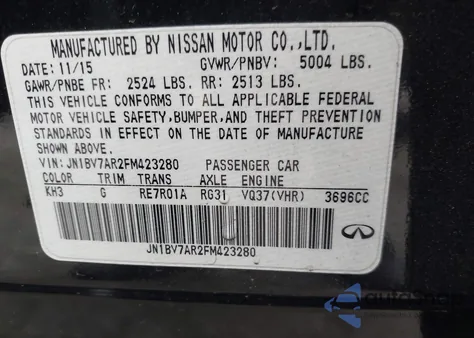 MANUFACTURED BY NISSAN MOTOR CO.,LTD.
DATE: 11/15 GVWR/PNBV: 5004 LBS.
GAWR/PNBE FR: 2524 LBS. RR: 2513 LBS.
THIS VEHICLE CONFORMS TO ALL APPLICABLE FEDERAL
MOTOR VEHICLE SAFETY, BUMPER, AND THEFT PREVENTION
STANDARDS IN EFFECT ON THE DATE OF MANUFACTURE
SHOWN ABOVE.
VIN: JN1BV7AR2FM423280 PASSENGER CAR
COLOR TRIM TRANS AXLE ENGINE
KH3 G RE7R01A RG31 VQ37(VHR) 3696CC
JN1BV7AR2FM423280